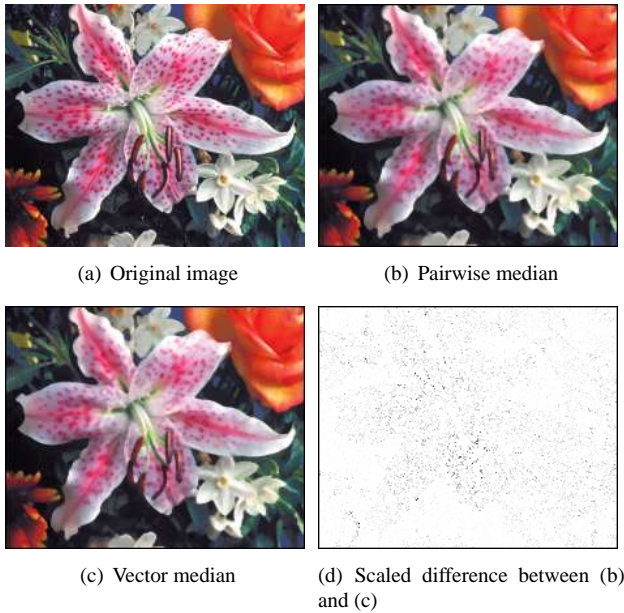 (a) Original image
(b) Pairwise median
(c) Vector median
(d) Scaled difference between (b)
and (c)